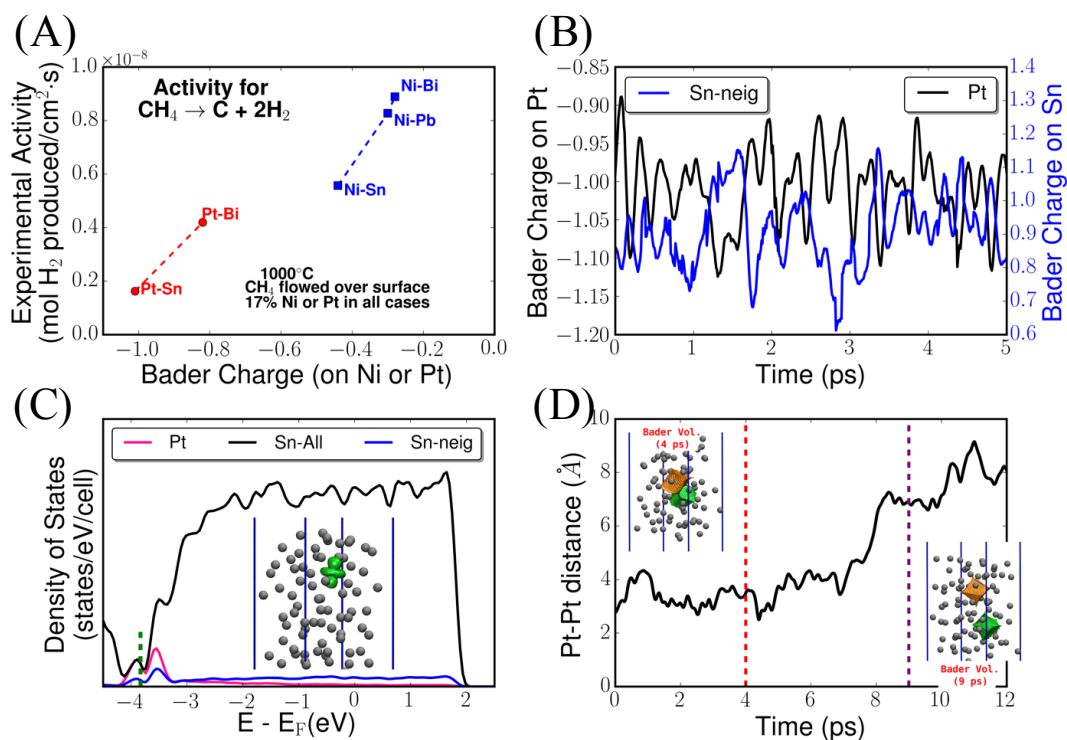 (A)
×10⁻⁸
Activity for
CH₄ → C + 2H₂
Ni-Bi
Ni-Pb
Ni-Sn
Pt-Bi
Pt-Sn
1000°C
CH₄ flowed over surface
17% Ni or Pt in all cases
Experimental Activity
(mol H₂ produced/cm²·s)
1.0
0.8
0.6
0.4
0.2
0.0
−1.0 −0.8 −0.6 −0.4 −0.2 0.0
Bader Charge (on Ni or Pt)
(B)
Sn-neig
Pt
Bader Charge on Pt
−0.85
−0.90
−0.95
−1.00
−1.05
−1.10
−1.15
−1.20
Bader Charge on Sn
1.4
1.3
1.2
1.1
1.0
0.9
0.8
0.7
0.6
0 1 2 3 4 5
Time (ps)
(C)
Pt Sn-All Sn-neig
Density of States
(states/eV/cell)
−4 −3 −2 −1 0 1 2
E - E_F(eV)
(D)
Pt-Pt distance (Å)
10
8
6
4
2
0
Bader Vol.
(4 ps)
Bader Vol.
(9 ps)
0 2 4 6 8 10 12
Time (ps)